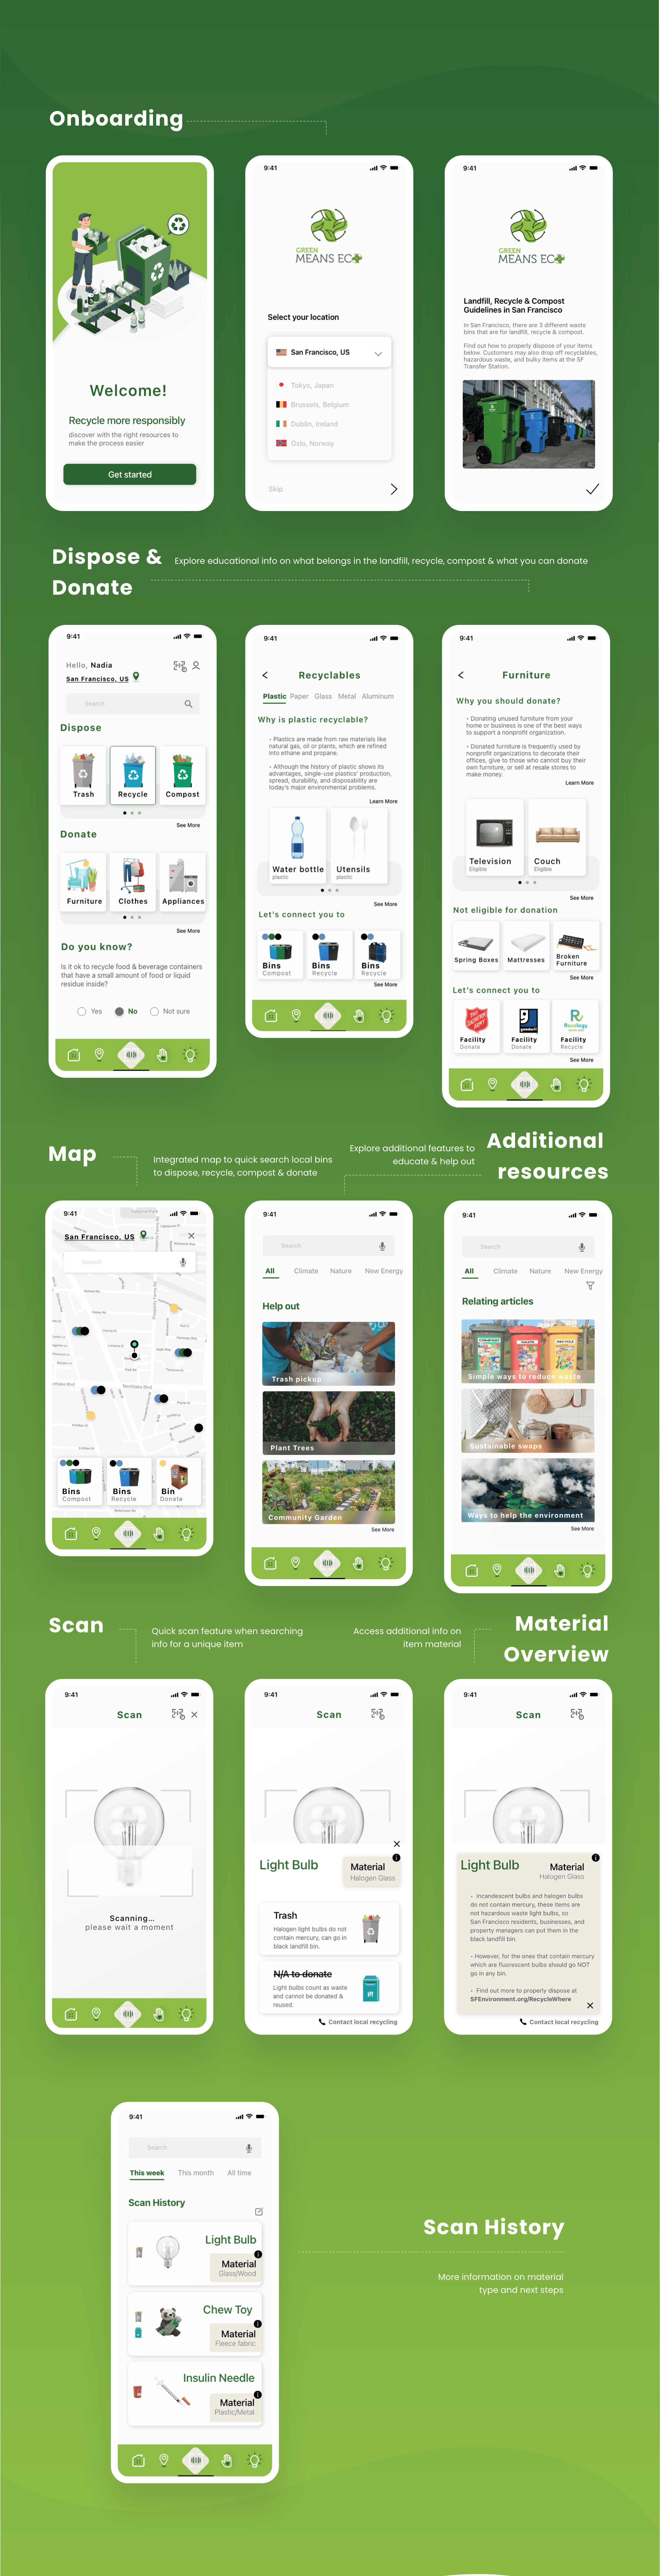 Onboarding
Welcome!
Recycle more responsibly
discover with the right resources to
make the process easier
Get started
9:41
GREEN
MEANS ECO
Select your location
San Francisco, US
Tokyo, Japan
Brussels, Belgium
Dublin, Ireland
Oslo, Norway
Skip
9:41
GREEN
MEANS ECO
Landfill, Recycle & Compost
Guidelines in San Francisco
In San Francisco, there are 3 different waste
bins that are for landfill, recycle & compost.
Find out how to properly dispose of your items
below. Customers may also drop off recyclables,
hazardous waste, and bulky items at the SF
Transfer Station.
Dispose &
Donate
Explore educational info on what belongs in the landfill, recycle, compost & what you can donate
9:41
Hello, Nadia
San Francisco, US
Search
Dispose
Trash
Recycle
Compost
See More
Donate
Furniture
Clothes
Appliances
See More
Do you know?
Is it ok to recycle food & beverage containers
that have a small amount of food or liquid
residue inside?
Yes
No
Not sure
9:41
Recyclables
Plastic Paper Glass Metal Aluminum
Why is plastic recyclable?
• Plastics are made from raw materials like
natural gas, oil or plants, which are refined
into ethane and propane.
• Although the history of plastic shows its
advantages, single-use plastics' production,
spread, durability, and disposability are
today's major environmental problems.
Learn More
Water bottle
plastic
Utensils
plastic
See More
Let's connect you to
Bins
Compost
Bins
Recycle
Bins
Recycle
See More
9:41
Furniture
Why you should donate?
• Donating unused furniture from your
home or business is one of the best ways
to support a nonprofit organization.
• Donated furniture is frequently used by
nonprofit organizations to decorate their
offices, give to those who cannot buy their
own furniture, or sell at resale stores to
make money.
Learn More
Television
Eligible
Couch
Eligible
See More
Not eligible for donation
Spring Boxes
Mattresses
Broken
Furniture
See More
Let's connect you to
Facility
Donate
goodwill
Facility
Donate
Recology
Facility
Recycle
See More
Map
Integrated map to quick search local bins
to dispose, recycle, compost & donate
Explore additional features to
educate & help out
Additional
resources
9:41
San Francisco, US
Search
Northlake Blvd
Bins
Compost
Bins
Recycle
Bin
Donate
9:41
Search
All Climate Nature New Energy
Help out
Trash pickup
Plant Trees
Community Garden
See More
9:41
Search
All Climate Nature New Energy
Relating articles
Simple ways to reduce waste
Sustainable swaps
Ways to help the environment
See More
Scan
Quick scan feature when searching
info for a unique item
Access additional info on
item material
Material
Overview
9:41
Scan
Scanning...
please wait a moment
9:41
Scan
Light Bulb
Material
Halogen Glass
Trash
Halogen light bulbs do not
contain mercury, can go in
black landfill bin.
N/A to donate
Light bulbs count as waste
and cannot be donated &
reused.
Contact local recycling
9:41
Scan
Light Bulb
Material
Halogen Glass
• Incandescent bulbs and halogen bulbs
do not contain mercury, these items are
not hazardous waste light bulbs, so
San Francisco residents, businesses, and
property managers can put them in the
black landfill bin.
• However, for the ones that contain mercury
which are fluorescent bulbs should go NOT
go in any bin.
• Find out more to properly dispose at
SFEnvironment.org/RecycleWhere
Contact local recycling
9:41
Search
This week This month All time
Scan History
Light Bulb
Material
Glass/Wood
Chew Toy
Material
Fleece fabric
Insulin Needle
Material
Plastic/Metal
Scan History
More information on material
type and next steps